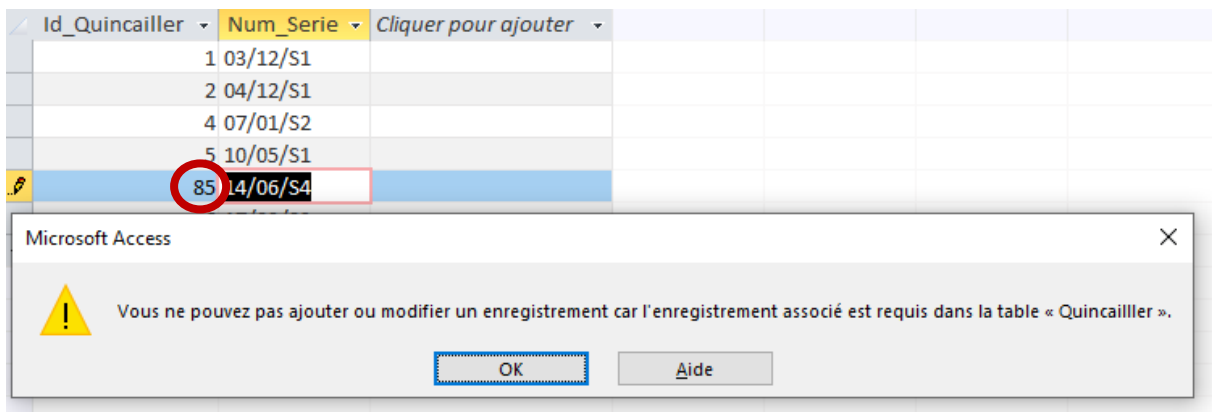 Id_Quincailler Num_Serie Cliquer pour ajouter
1 03/12/S1
2 04/12/S1
4 07/01/S2
5 10/05/S1
85 14/06/S4
Microsoft Access
Vous ne pouvez pas ajouter ou modifier un enregistrement car l'enregistrement associé est requis dans la table « Quincailller ».
OK Aide